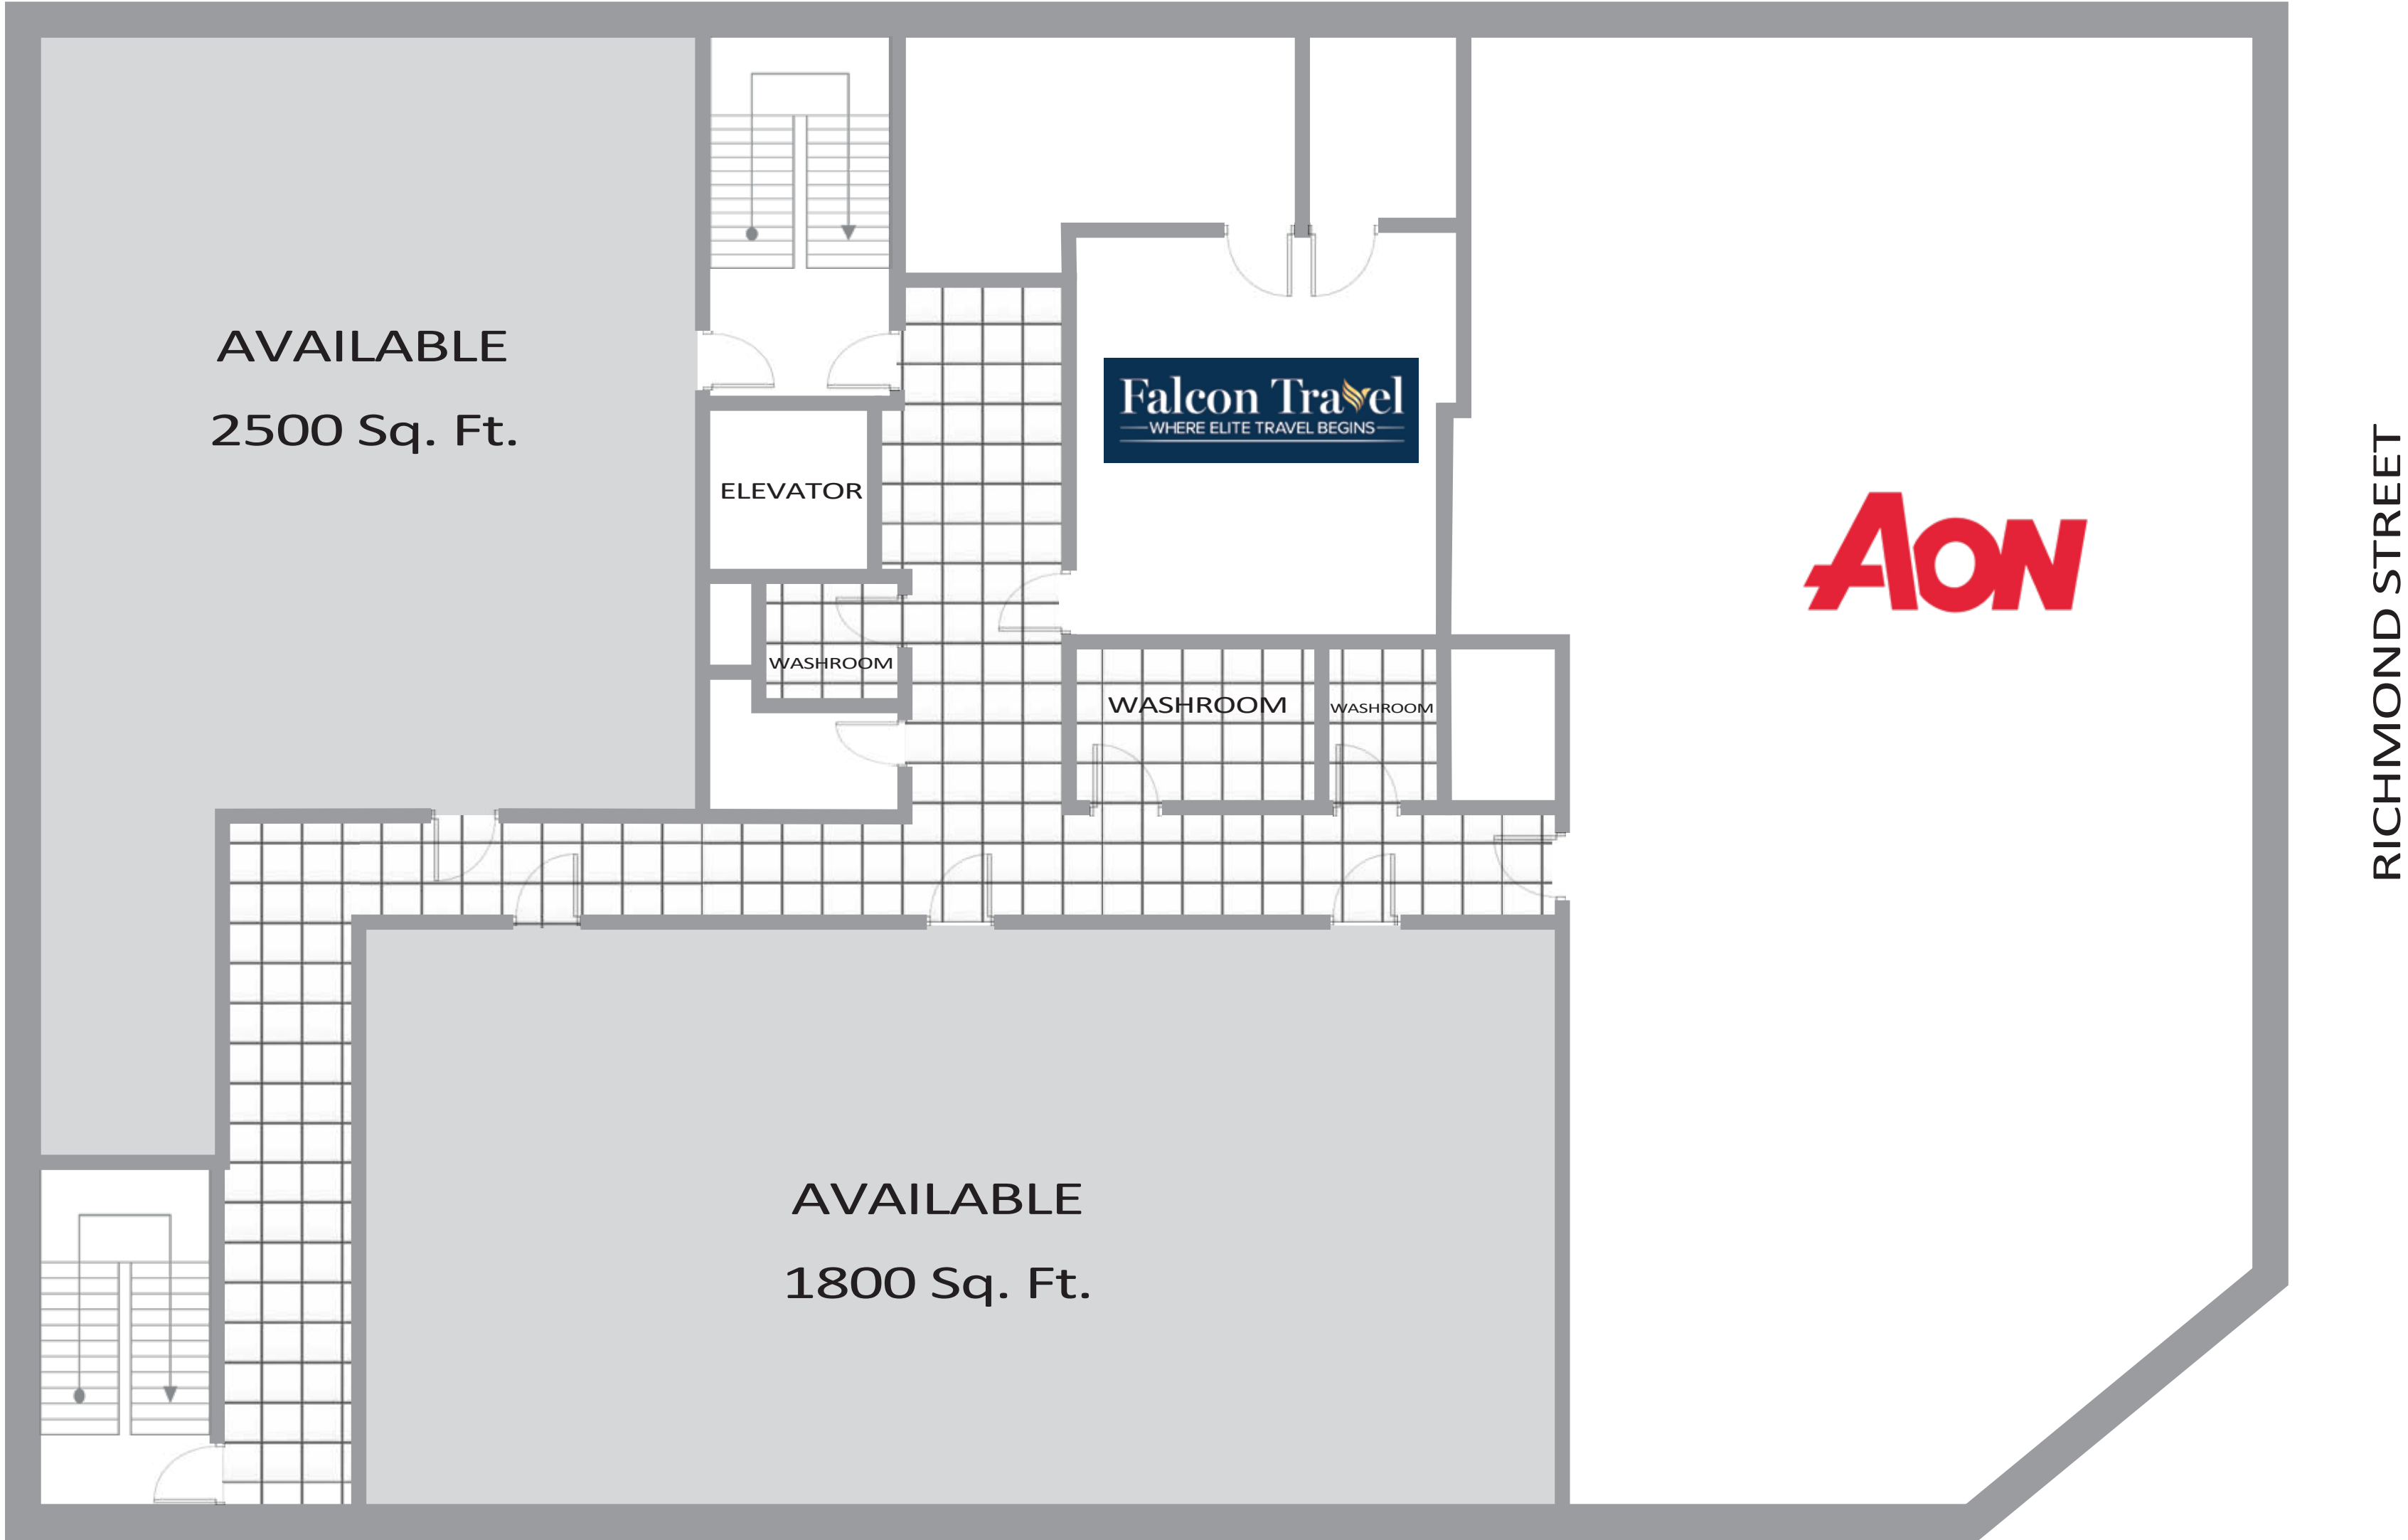 AVAILABLE
2500 Sq. Ft.
ELEVATOR
WASHROOM
Falcon Travel
WHERE ELITE TRAVEL BEGINS
WASHROOM
WASHROOM
AON
RICHMOND STREET
AVAILABLE
1800 Sq. Ft.